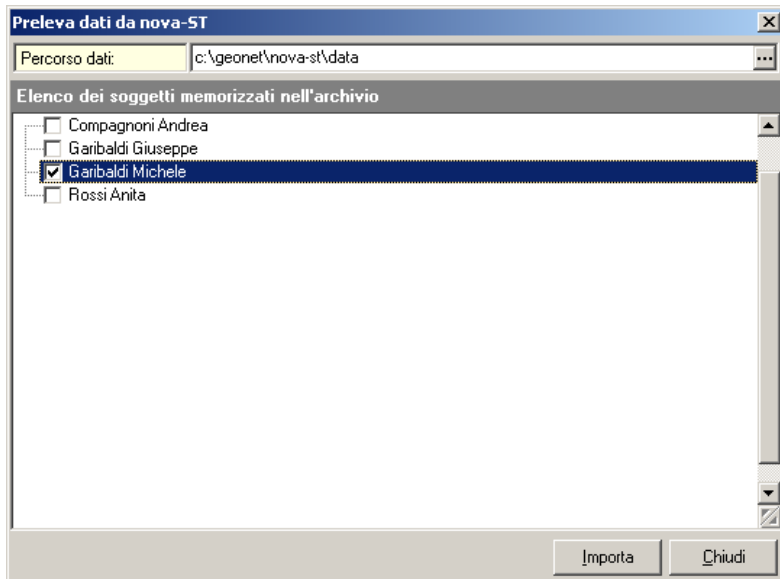 Preleva dati da nova-ST
Percorso dati: c:\geonet\nova-st\data ...
Elenco dei soggetti memorizzati nell'archivio
Compagnoni Andrea
Garibaldi Giuseppe
Garibaldi Michele
Rossi Anita
Importa Chiudi